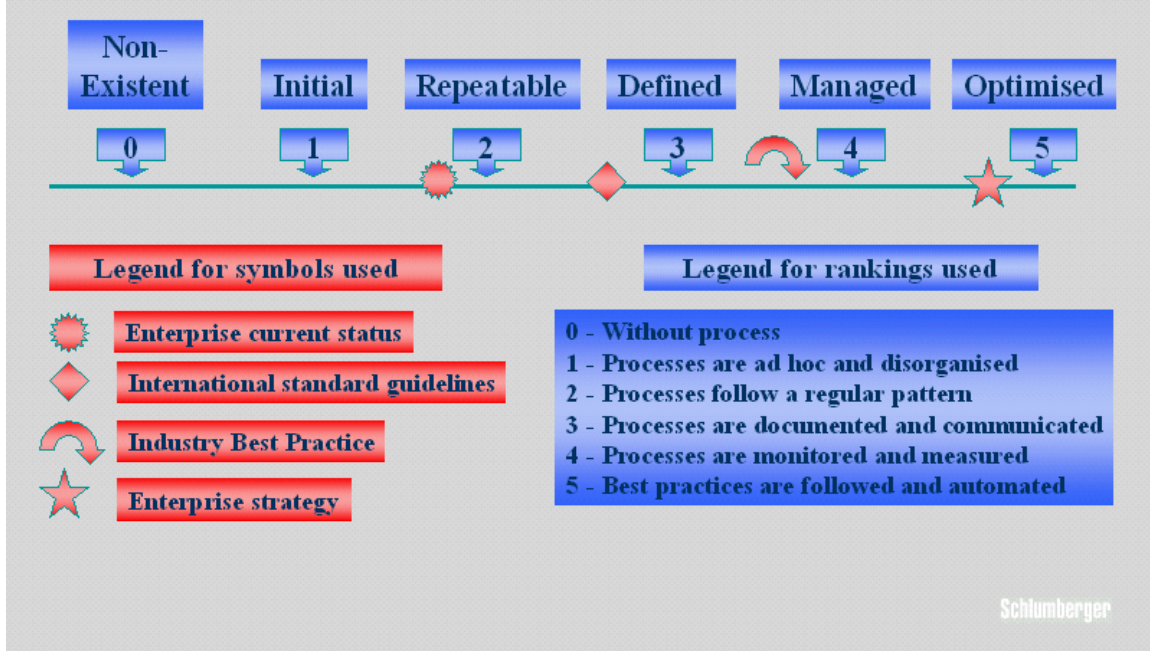 Non-
Existent
Initial
Repeatable
Defined
Managed
Optimised
0
1
2
3
4
5
Legend for symbols used
Enterprise current status
International standard guidelines
Industry Best Practice
Enterprise strategy
Legend for rankings used
0 - Without process
1 - Processes are ad hoc and disorganised
2 - Processes follow a regular pattern
3 - Processes are documented and communicated
4 - Processes are monitored and measured
5 - Best practices are followed and automated
Schlumberger